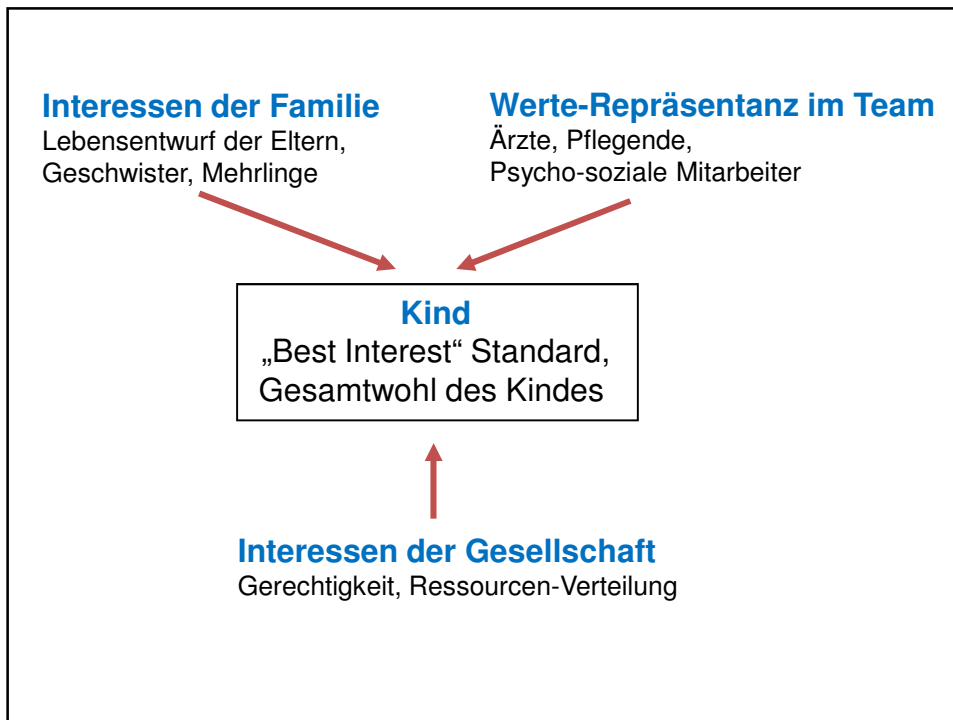 Interessen der Familie
Lebensentwurf der Eltern,
Geschwister, Mehrlinge
Werte-Repräsentanz im Team
Ärzte, Pflegende,
Psycho-soziale Mitarbeiter
Kind
„Best Interest“ Standard,
Gesamtwohl des Kindes
Interessen der Gesellschaft
Gerechtigkeit, Ressourcen-Verteilung